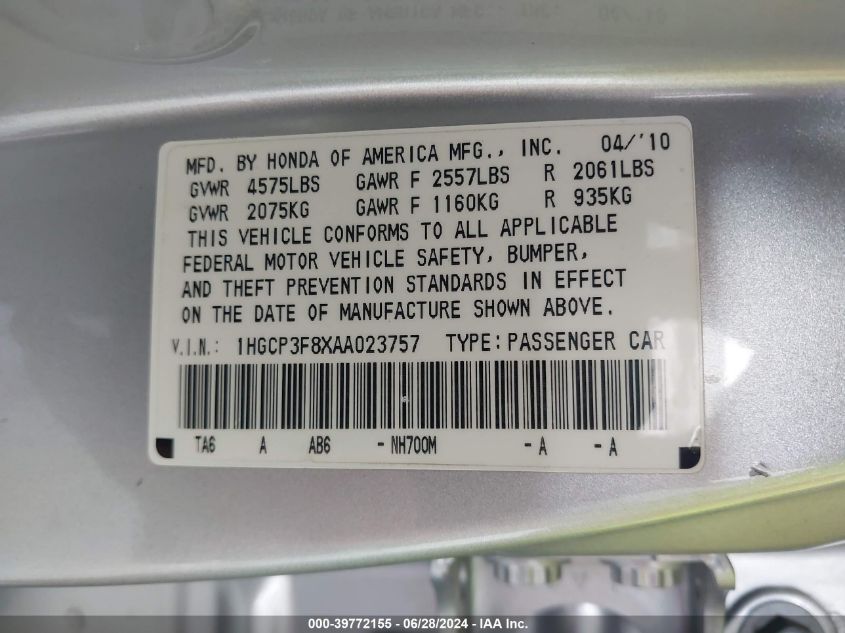 MFD. BY HONDA OF AMERICA MFG., INC. 04/'10
GVWR 4575LBS GAWR F 2557LBS R 2061LBS
GVWR 2075KG GAWR F 1160KG R 935KG
THIS VEHICLE CONFORMS TO ALL APPLICABLE
FEDERAL MOTOR VEHICLE SAFETY, BUMPER,
AND THEFT PREVENTION STANDARDS IN EFFECT
ON THE DATE OF MANUFACTURE SHOWN ABOVE.
V.I.N.: 1HGCP3F8XAA023757 TYPE: PASSENGER CAR
TA6 A AB6 - NH700M - A - A
000-39772155 - 06/28/2024 - IAA Inc.